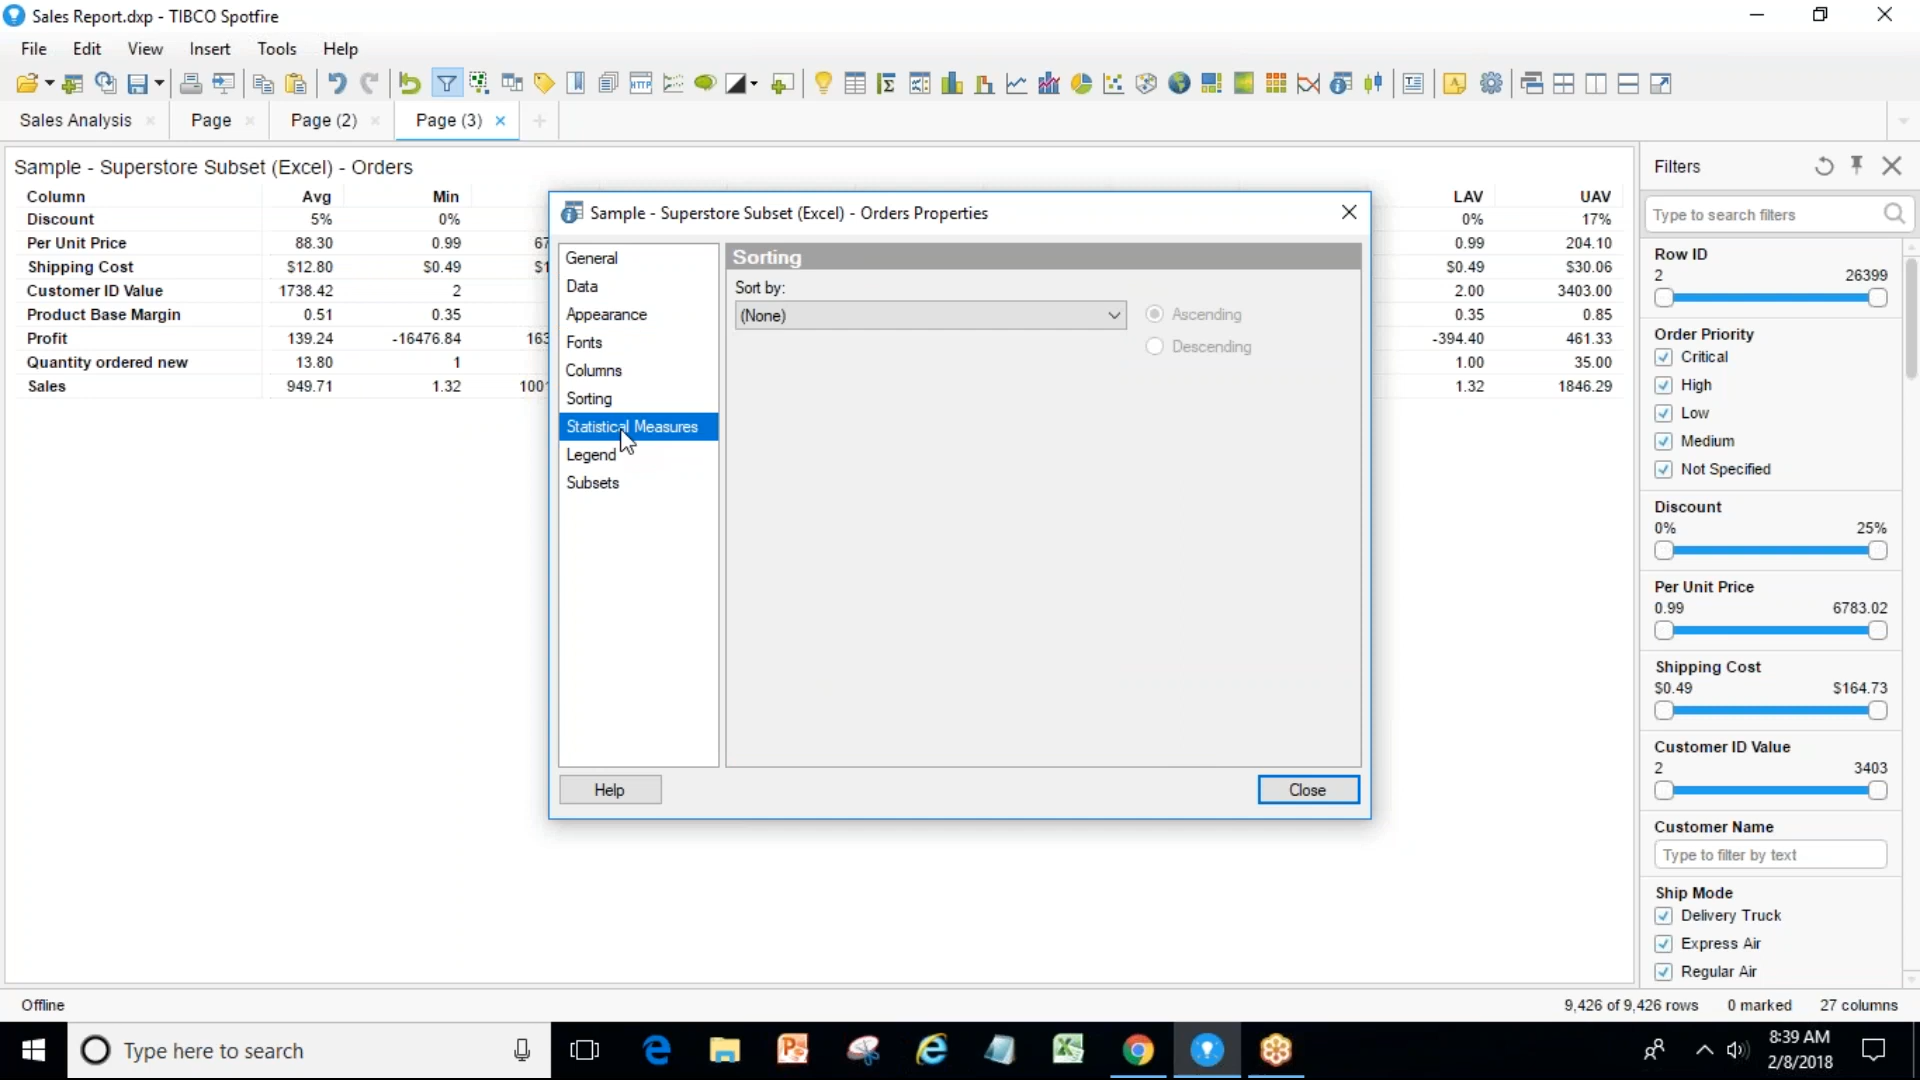 Sales Report.dxp - TIBCO Spotfire
File Edit View Insert Tools Help
Sales Analysis Page Page (2) Page (3)
Sample - Superstore Subset (Excel) - Orders
Column Avg Min LAV UAV
Discount 5% 0% 0% 17%
Per Unit Price 88.30 0.99 67 0.99 204.10
Shipping Cost $12.80 $0.49 $1 $0.49 $30.06
Customer ID Value 1738.42 2 2.00 3403.00
Product Base Margin 0.51 0.35 0.35 0.85
Profit 139.24 -16476.84 163 -394.40 461.33
Quantity ordered new 13.80 1 1.00 35.00
Sales 949.71 1.32 100 1.32 1846.29
Sample - Superstore Subset (Excel) - Orders Properties
General
Data
Appearance
Fonts
Columns
Sorting
Statistical Measures
Legend
Subsets
Sorting
Sort by:
(None)
Ascending
Descending
Help
Close
Filters
Type to search filters
Row ID
2 26399
Order Priority
Critical
High
Low
Medium
Not Specified
Discount
0% 25%
Per Unit Price
0.99 6783.02
Shipping Cost
$0.49 $164.73
Customer ID Value
2 3403
Customer Name
Type to filter by text
Ship Mode
Delivery Truck
Express Air
Regular Air
Offline
9,426 of 9,426 rows 0 marked 27 columns
Type here to search
8:39 AM
2/8/2018